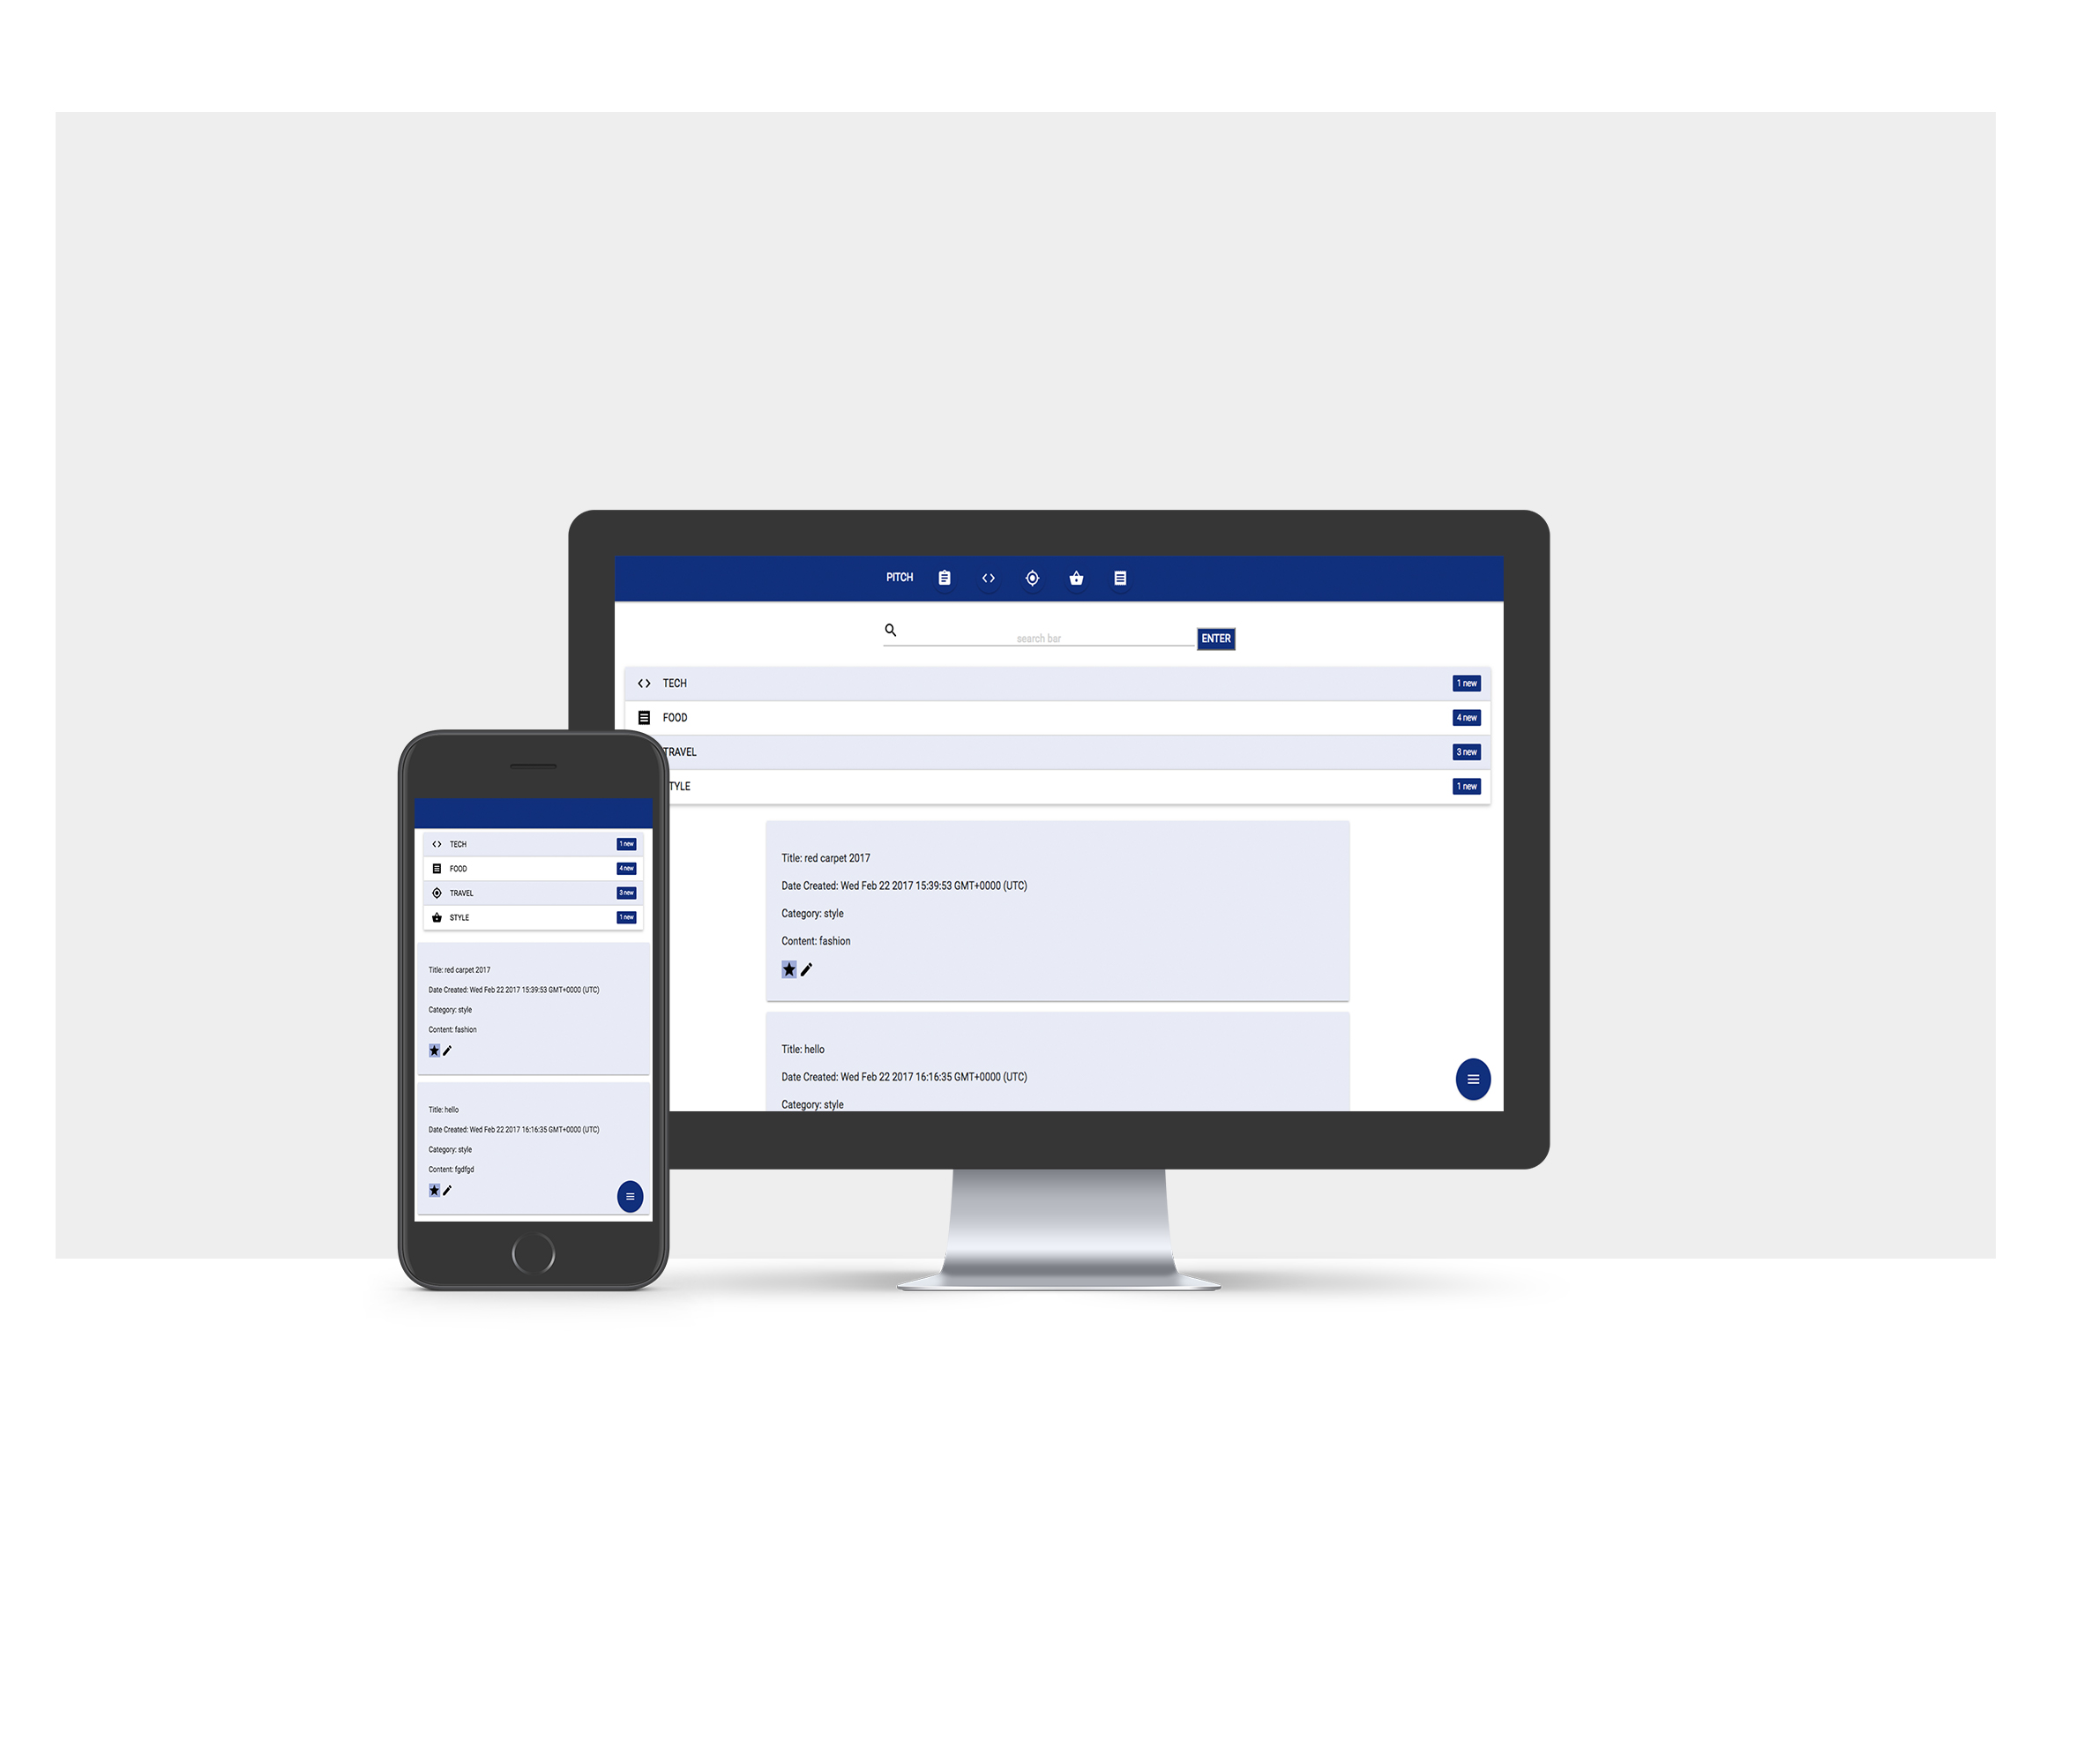 PITCH
search bar
ENTER
TECH 1 new
FOOD 4 new
TRAVEL 3 new
TYLE 1 new
Title: red carpet 2017
Date Created: Wed Feb 22 2017 15:39:53 GMT+0000 (UTC)
Category: style
Content: fashion
Title: hello
Date Created: Wed Feb 22 2017 16:16:35 GMT+0000 (UTC)
Category: style
TECH 1 new
FOOD 4 new
TRAVEL 3 new
STYLE 1 new
Title: red carpet 2017
Date Created: Wed Feb 22 2017 15:39:53 GMT+0000 (UTC)
Category: style
Content: fashion
Title: hello
Date Created: Wed Feb 22 2017 16:16:35 GMT+0000 (UTC)
Category: style
Content: fgdfgd